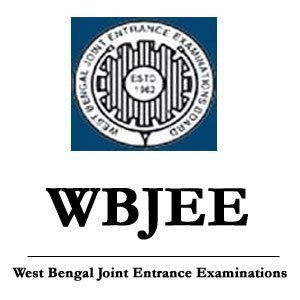 WEST BENGAL JOINT ENTRANCE EXAMINATIONS BOARD
ESTD
1962
WBJEE
West Bengal Joint Entrance Examinations